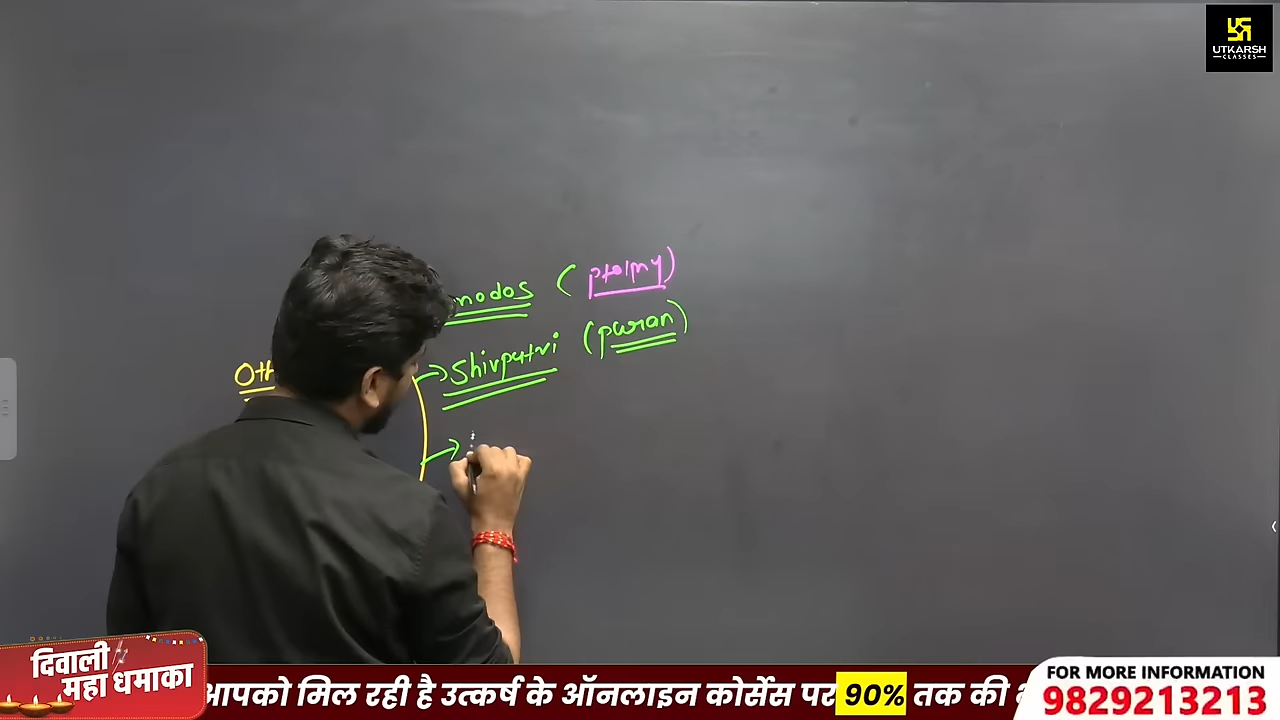 UTKARSH
CLASSES
nodos (ptolmy)
Oth
Shivputri (puran)
दिवाली
महा धमाका
आपको मिल रही है उत्कर्ष के ऑनलाइन कोर्सेस पर 90% तक की
FOR MORE INFORMATION
9829213213